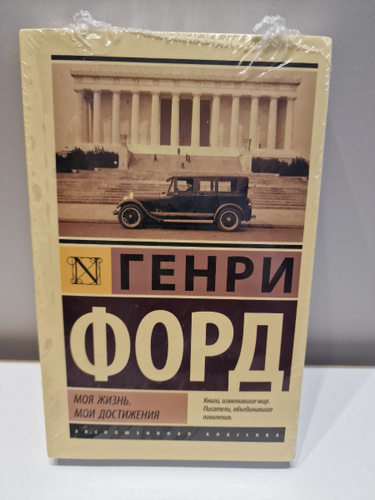 N
ГЕНРИ
ФОРД
МОЯ ЖИЗНЬ.
МОИ ДОСТИЖЕНИЯ
Книги, изменившие мир.
Писатели, объединившие
поколения.
ЭКСКЛЮЗИВНАЯ КЛАССИКА